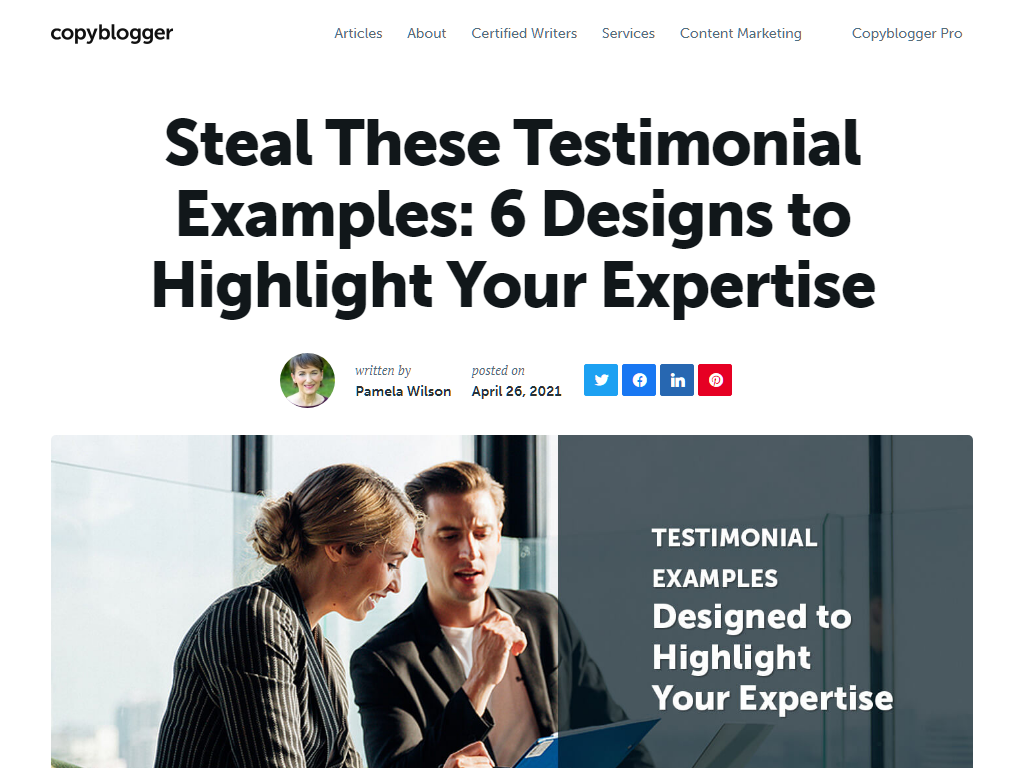 copyblogger
Articles About Certified Writers Services Content Marketing Copyblogger Pro
Steal These Testimonial
Examples: 6 Designs to
Highlight Your Expertise
written by posted on
Pamela Wilson April 26, 2021
TESTIMONIAL
EXAMPLES
Designed to
Highlight
Your Expertise